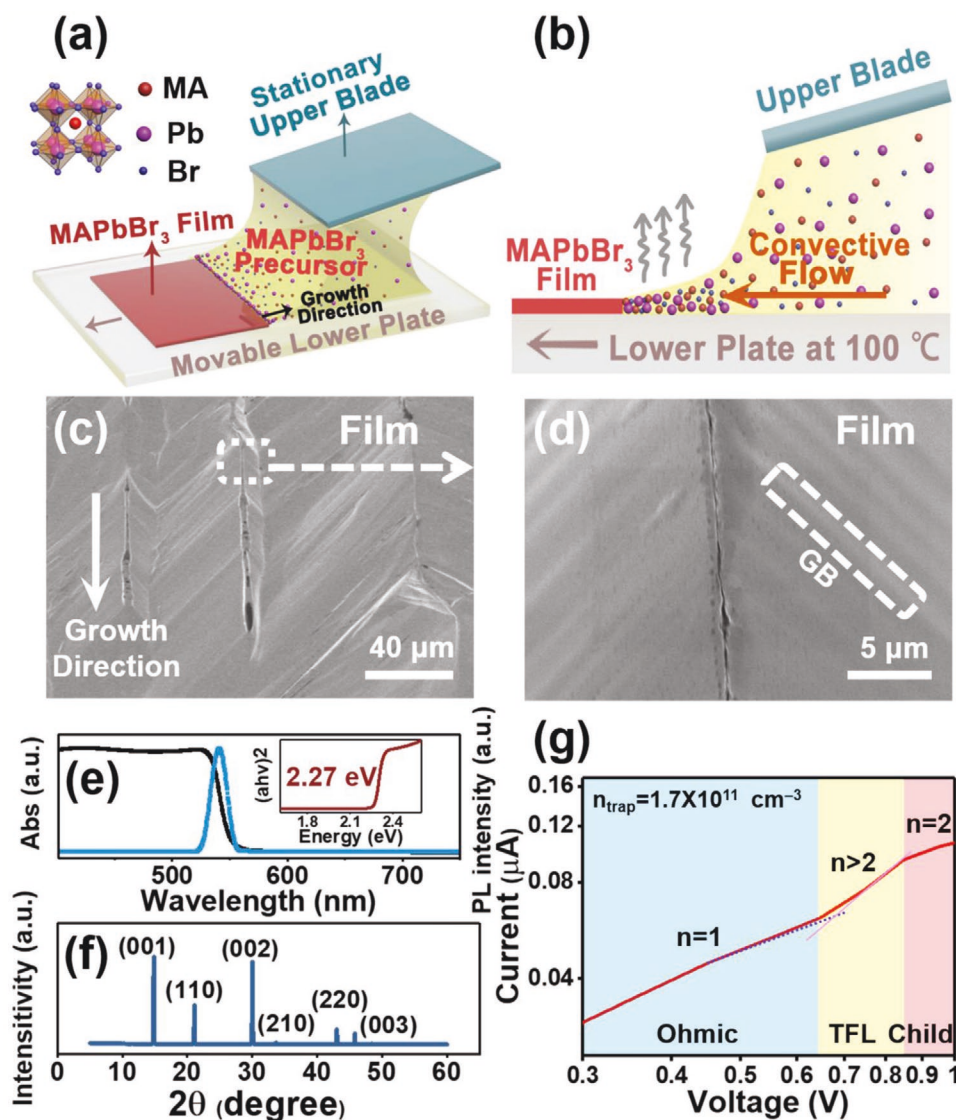 (a)
MA
Pb
Br
Stationary
Upper Blade
MAPbBr3 Film
MAPbBr3
Precursor
Growth
Direction
Movable Lower Plate
(b)
Upper Blade
MAPbBr3
Film
Convective
Flow
Lower Plate at 100 ℃
(c)
Film
Growth
Direction
40 μm
(d)
Film
GB
5 μm
(e)
Abs (a.u.)
PL intensity (a.u.)
(ahv)2
2.27 eV
1.8 2.1 2.4
Energy (eV)
500 600 700
Wavelength (nm)
(f)
Intensitivity (a.u.)
(001)
(110)
(002)
(210)
(220)
(003)
0 10 20 30 40 50 60
2θ (degree)
(g)
Current (μA)
0.16
0.12
0.08
0.04
ntrap=1.7X10¹¹ cm⁻³
n=1
n>2
n=2
Ohmic
TFL
Child
0.3 0.4 0.5 0.6 0.7 0.8 0.9 1
Voltage (V)